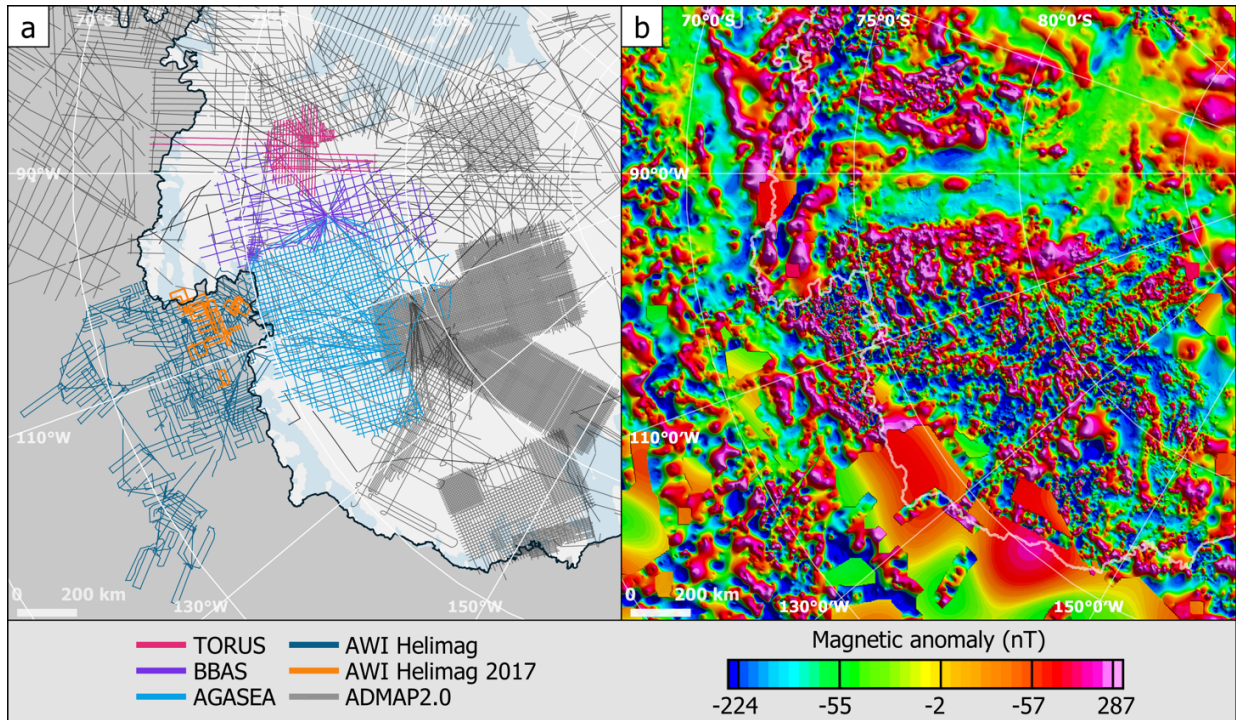 a
70°S
75°S
80°S
90°W
110°W
130°W
150°W
0 200 km
b
70°0′S
75°0′S
80°0′S
90°0′W
110°0′W
130°0′W
150°0′W
0 200 km
TORUS
BBAS
AGASEA
AWI Helimag
AWI Helimag 2017
ADMAP2.0
Magnetic anomaly (nT)
-224 -55 -2 -57 287